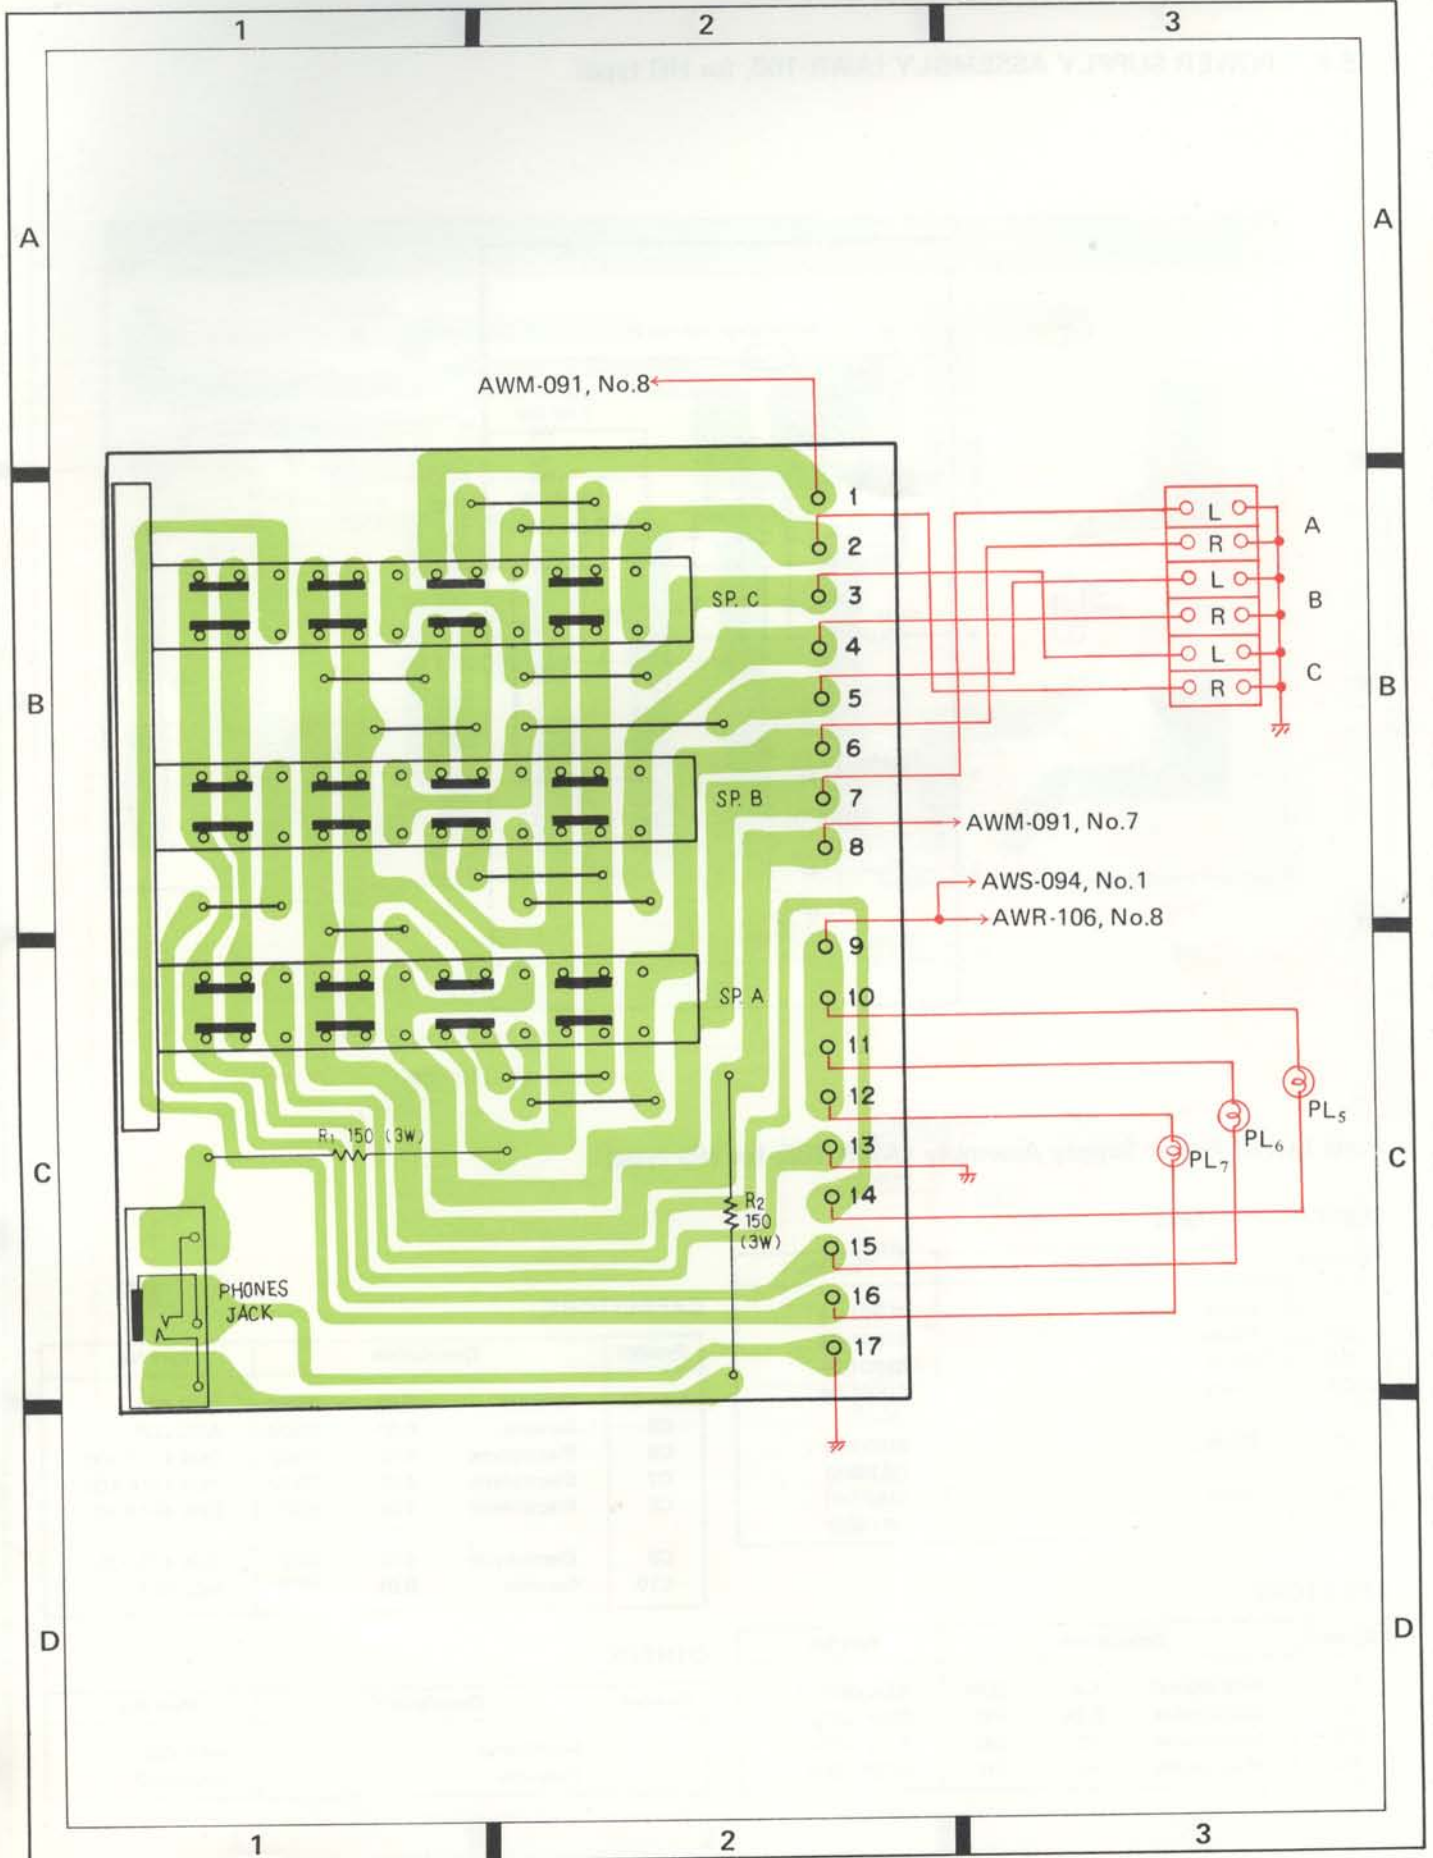 1 2 3
A A
AWM-091, No.8
1
2
3
4
5
6
7
8
L A
R
L B
R
L C
R
SP. C
B B
SP. B
AWM-091, No.7
AWS-094, No.1
AWR-106, No.8
9
10
11
12
13
14
15
16
17
SP. A
PL5
PL6
PL7
C C
R1 150 (3W)
R2
150
(3W)
PHONES
JACK
D D
1 2 3